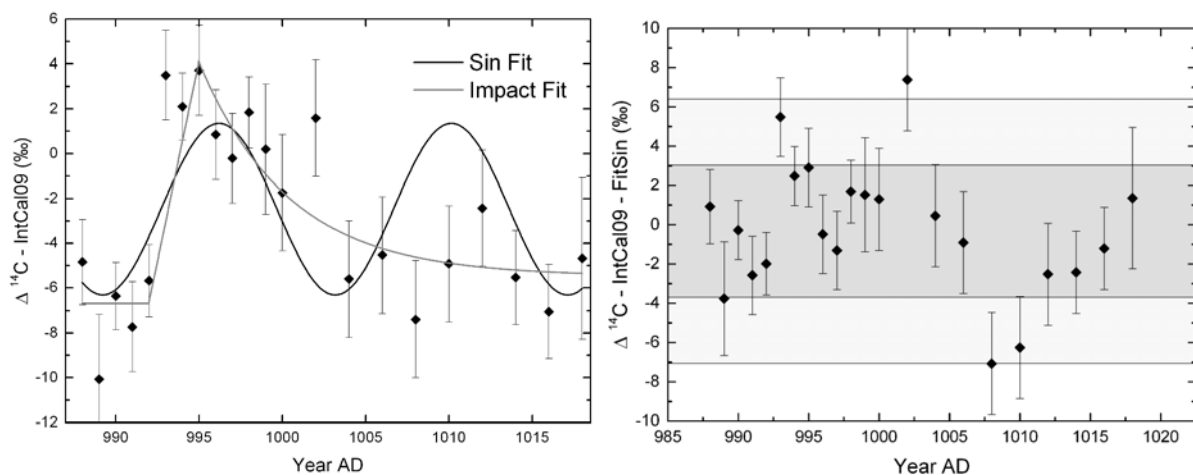 Δ ¹⁴C - IntCal09 (‰)
6
4
2
0
-2
-4
-6
-8
-10
-12
Sin Fit
Impact Fit
990 995 1000 1005 1010 1015
Year AD
Δ ¹⁴C - IntCal09 - FitSin (‰)
10
8
6
4
2
0
-2
-4
-6
-8
-10
985 990 995 1000 1005 1010 1015 1020
Year AD